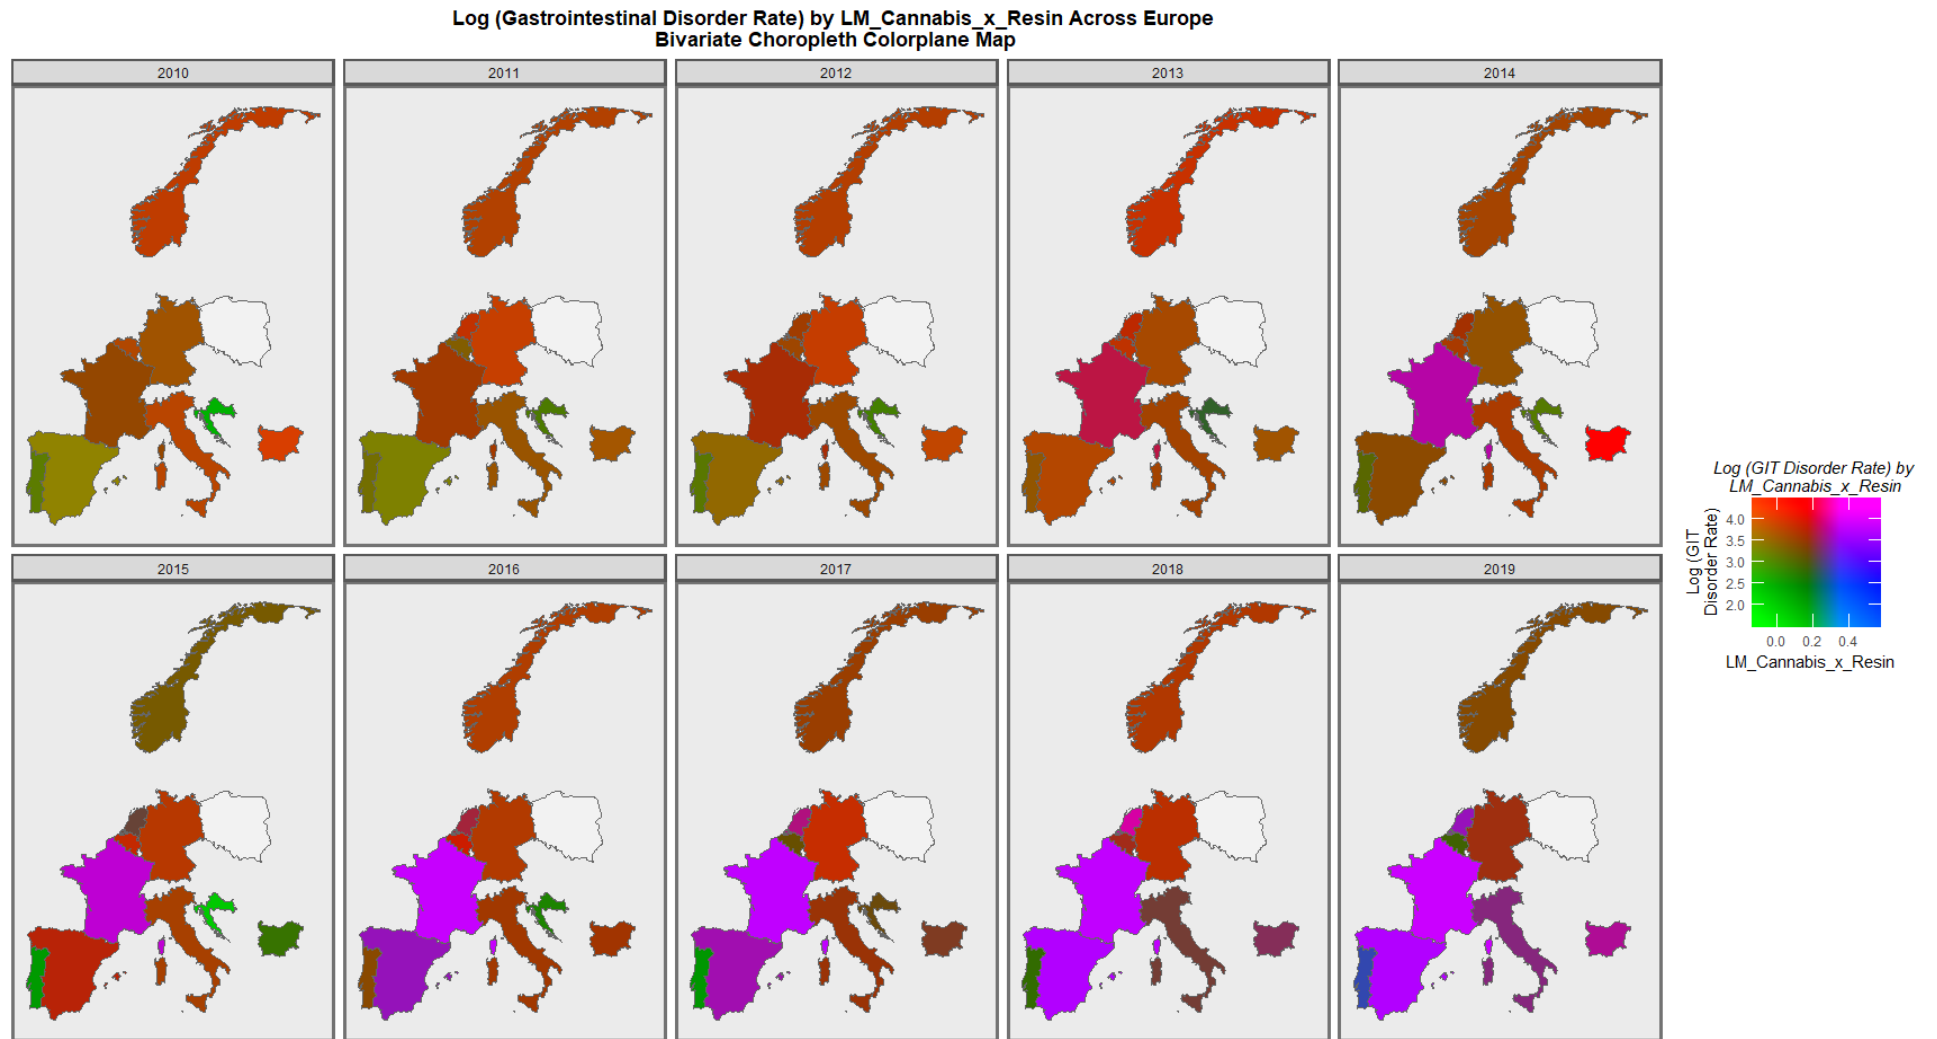 Log (Gastrointestinal Disorder Rate) by LM_Cannabis_x_Resin Across Europe
Bivariate Choropleth Colorplane Map
2010
2011
2012
2013
2014
2015
2016
2017
2018
2019
Log (GIT Disorder Rate) by
LM_Cannabis_x_Resin
Log (GIT
Disorder Rate)
4.0
3.5
3.0
2.5
2.0
0.0 0.2 0.4
LM_Cannabis_x_Resin